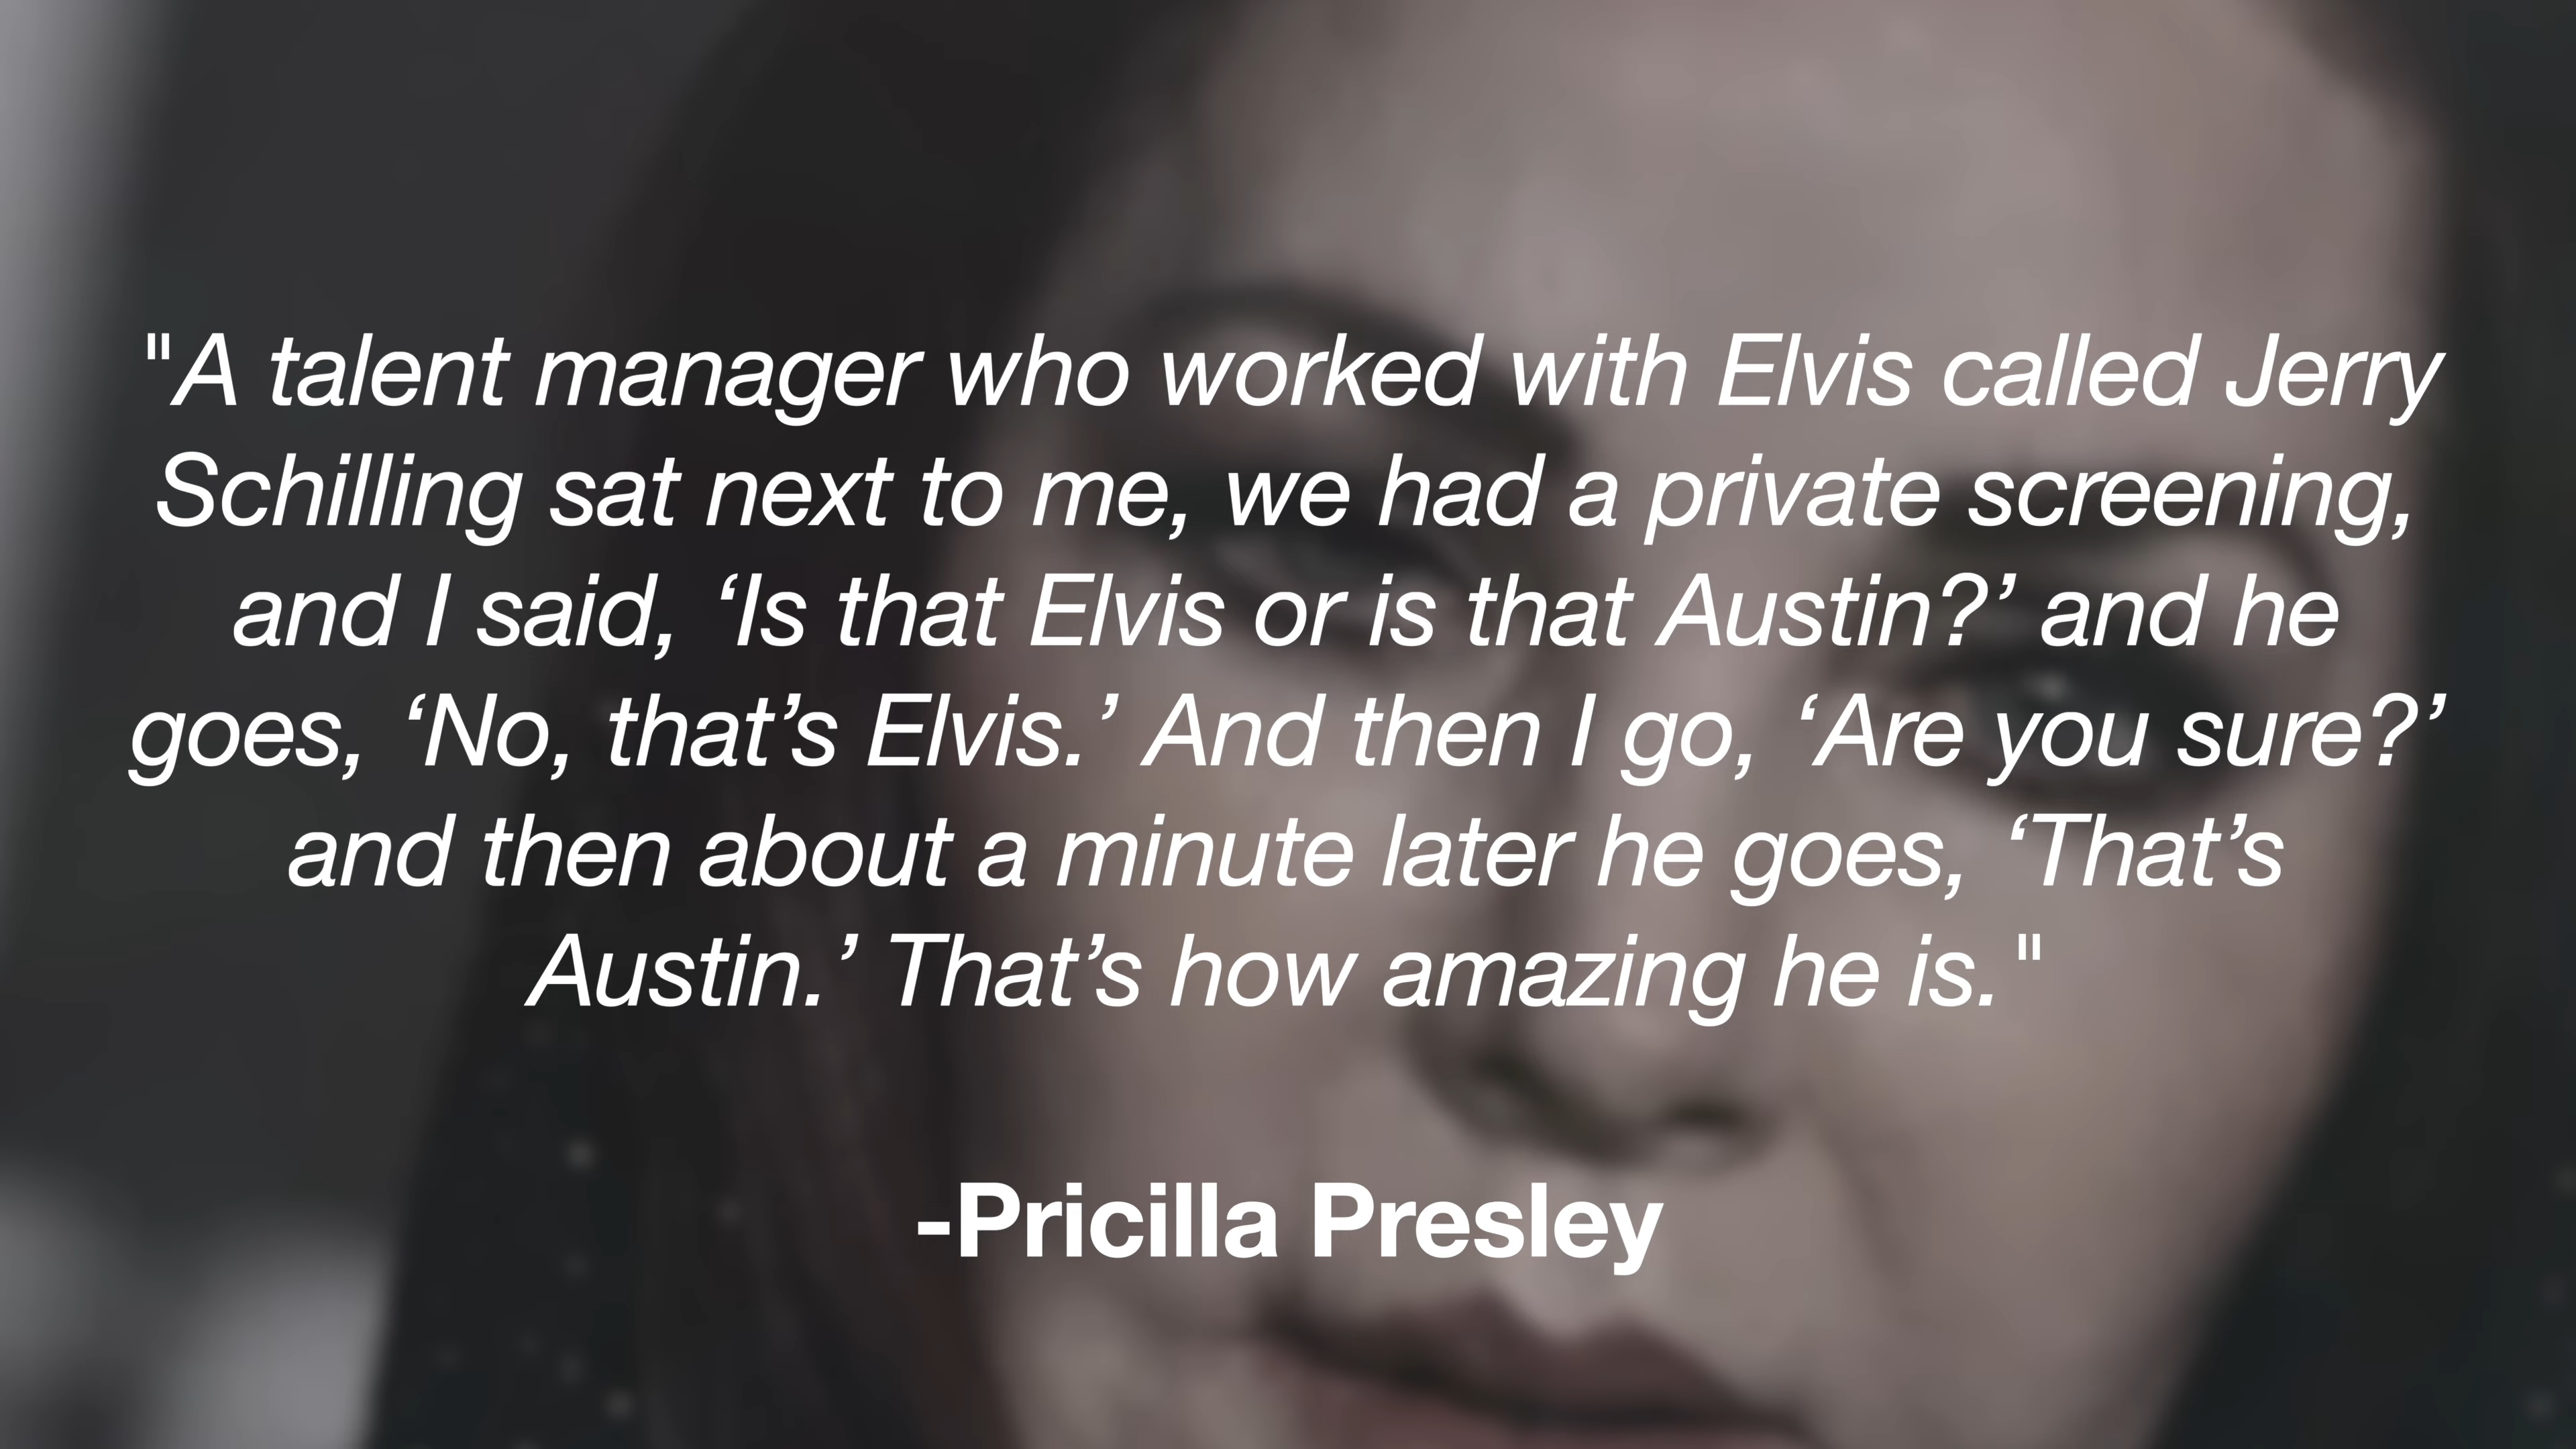 "A talent manager who worked with Elvis called Jerry
Schilling sat next to me, we had a private screening,
and I said, ‘Is that Elvis or is that Austin?’ and he
goes, ‘No, that’s Elvis.’ And then I go, ‘Are you sure?’
and then about a minute later he goes, ‘That’s
Austin.’ That’s how amazing he is."
-Pricilla Presley